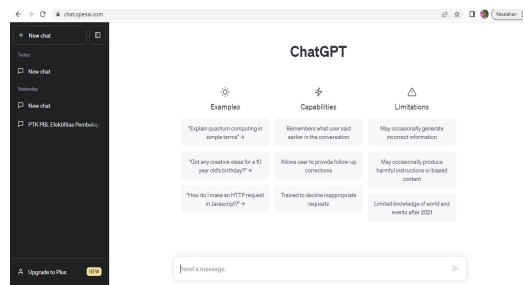 chat.openai.com
Kesalahan
+ New chat
Today
New chat
Yesterday
New chat
PTK PBL Efektifitas Pembelaja
Upgrade to Plus
NEW
ChatGPT
Examples
"Explain quantum computing in
simple terms" →
"Got any creative ideas for a 10
year old's birthday?" →
"How do I make an HTTP request
in Javascript?" →
Capabilities
Remembers what user said
earlier in the conversation
Allows user to provide follow-up
corrections
Trained to decline inappropriate
requests
Limitations
May occasionally generate
incorrect information
May occasionally produce
harmful instructions or biased
content
Limited knowledge of world and
events after 2021
Send a message.